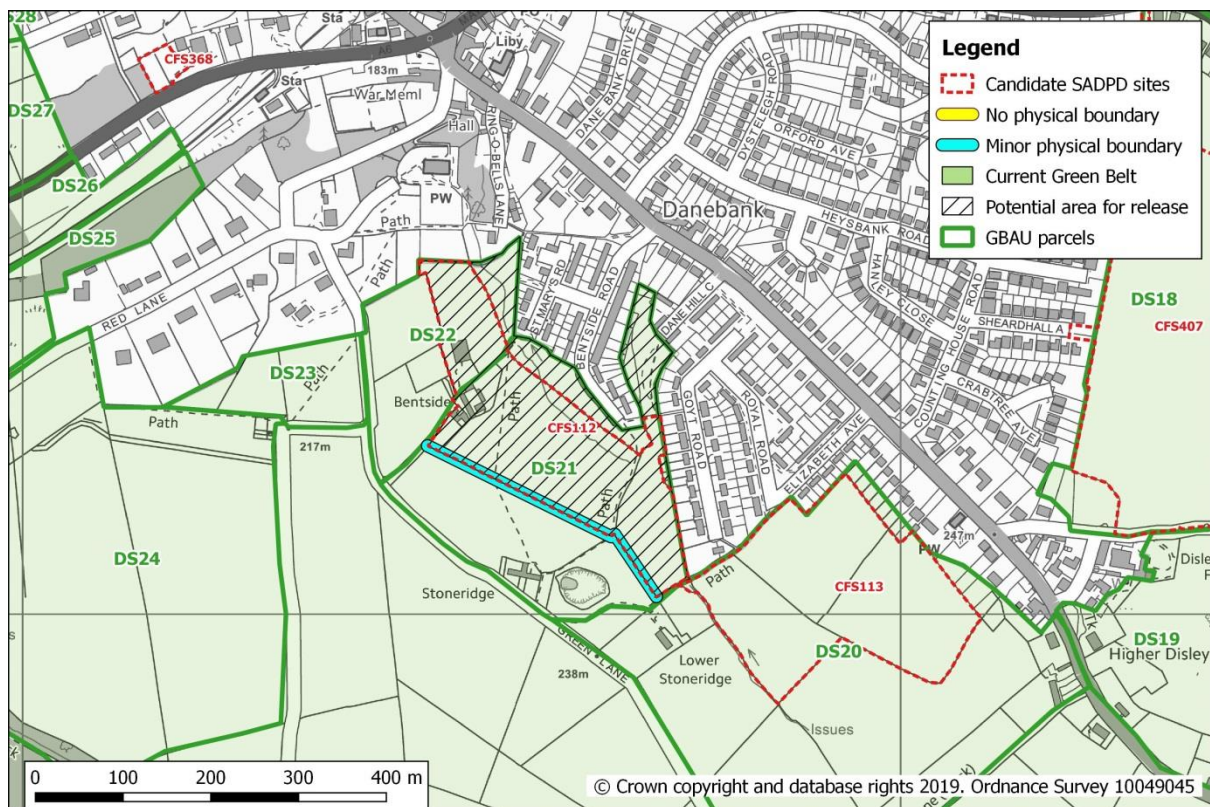 DS28
DS27
DS26
DS25
CFS368
Sta
Sta
A6
183m
War Meml
Hall
Liby
PO
RING-O-BELLS LANE
DANE BANK DRIVE
DYSTELEGH ROAD
ORFORD AVE
HEYSBANK ROAD
HANLEY CLOSE
COUNTING HOUSE ROAD
SHEARDHALL A
CRABTREE AVE
Danebank
PW
Path
Path
RED LANE
ST MARYS RD
BENTSIDE ROAD
DANE HILL C
GOYT ROAD
ROYAL ROAD
ELIZABETH AVE
DS22
DS23
Path
Bentside
Path
217m
Path
CFS112
DS21
Path
DS24
Stoneridge
GREEN LANE
238m
Lower
Stoneridge
Path
CFS113
DS20
Issues
PW
247m
DS18
CFS407
DS19
Higher Disley
Legend
Candidate SADPD sites
No physical boundary
Minor physical boundary
Current Green Belt
Potential area for release
GBAU parcels
0 100 200 300 400 m
© Crown copyright and database rights 2019. Ordnance Survey 10049045